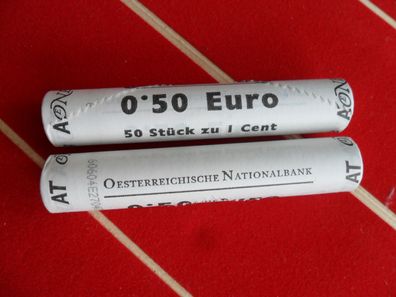 0.50 Euro
50 Stück zu 1 Cent
OESTERREICHISCHE NATIONALBANK
AT
AT